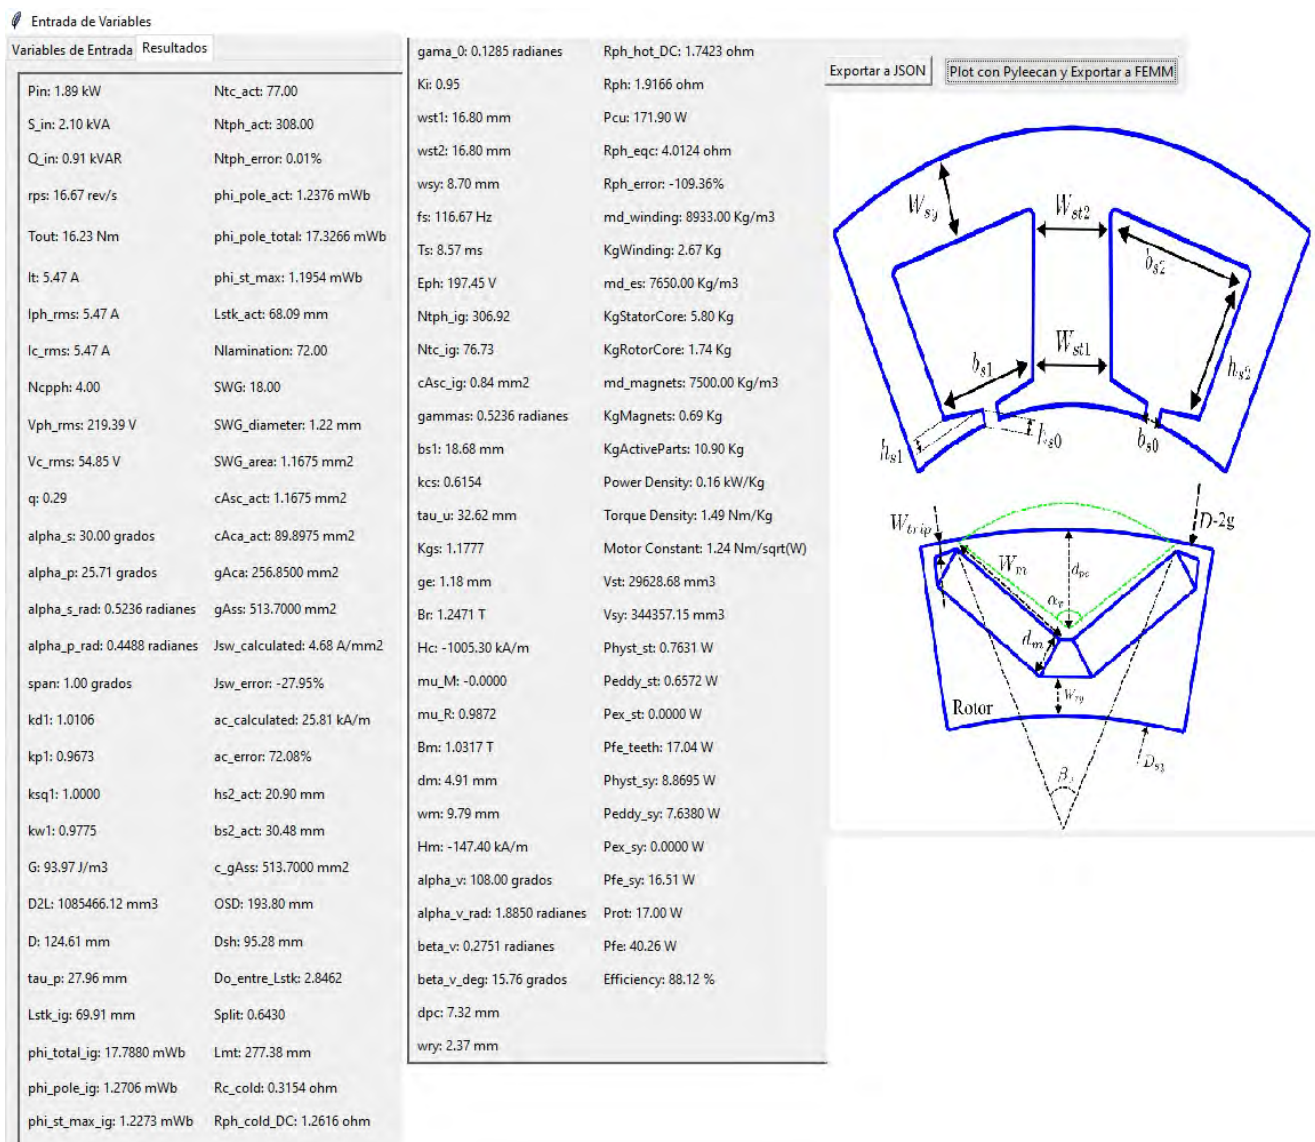 Entrada de Variables
Variables de Entrada
Resultados
Pin: 1.89 kW
S_in: 2.10 kVA
Q_in: 0.91 kVAR
rps: 16.67 rev/s
Tout: 16.23 Nm
It: 5.47 A
Iph_rms: 5.47 A
Ic_rms: 5.47 A
Ncpph: 4.00
Vph_rms: 219.39 V
Vc_rms: 54.85 V
q: 0.29
alpha_s: 30.00 grados
alpha_p: 25.71 grados
alpha_s_rad: 0.5236 radianes
alpha_p_rad: 0.4488 radianes
span: 1.00 grados
kd1: 1.0106
kp1: 0.9673
ksq1: 1.0000
kw1: 0.9775
G: 93.97 J/m3
D2L: 1085466.12 mm3
D: 124.61 mm
tau_p: 27.96 mm
Lstk_ig: 69.91 mm
phi_total_ig: 17.7880 mWb
phi_pole_ig: 1.2706 mWb
phi_st_max_ig: 1.2273 mWb
Ntc_act: 77.00
Ntph_act: 308.00
Ntph_error: 0.01%
phi_pole_act: 1.2376 mWb
phi_pole_total: 17.3266 mWb
phi_st_max: 1.1954 mWb
Lstk_act: 68.09 mm
Nlamination: 72.00
SWG: 18.00
SWG_diameter: 1.22 mm
SWG_area: 1.1675 mm2
cAsc_act: 1.1675 mm2
cAca_act: 89.8975 mm2
gAca: 256.8500 mm2
gAss: 513.7000 mm2
Jsw_calculated: 4.68 A/mm2
Jsw_error: -27.95%
ac_calculated: 25.81 kA/m
ac_error: 72.08%
hs2_act: 20.90 mm
bs2_act: 30.48 mm
c_gAss: 513.7000 mm2
OSD: 193.80 mm
Dsh: 95.28 mm
Do_entre_Lstk: 2.8462
Split: 0.6430
Lmt: 277.38 mm
Rc_cold: 0.3154 ohm
Rph_cold_DC: 1.2616 ohm
gama_0: 0.1285 radianes
Ki: 0.95
wst1: 16.80 mm
wst2: 16.80 mm
wsy: 8.70 mm
fs: 116.67 Hz
Ts: 8.57 ms
Eph: 197.45 V
Ntph_ig: 306.92
Ntc_ig: 76.73
cAsc_ig: 0.84 mm2
gammas: 0.5236 radianes
bs1: 18.68 mm
kcs: 0.6154
tau_u: 32.62 mm
Kgs: 1.1777
ge: 1.18 mm
Br: 1.2471 T
Hc: -1005.30 kA/m
mu_M: -0.0000
mu_R: 0.9872
Bm: 1.0317 T
dm: 4.91 mm
wm: 9.79 mm
Hm: -147.40 kA/m
alpha_v: 108.00 grados
alpha_v_rad: 1.8850 radianes
beta_v: 0.2751 radianes
beta_v_deg: 15.76 grados
dpc: 7.32 mm
wry: 2.37 mm
Rph_hot_DC: 1.7423 ohm
Rph: 1.9166 ohm
Pcu: 171.90 W
Rph_eqc: 4.0124 ohm
Rph_error: -109.36%
md_winding: 8933.00 Kg/m3
KgWinding: 2.67 Kg
md_es: 7650.00 Kg/m3
KgStatorCore: 5.80 Kg
KgRotorCore: 1.74 Kg
md_magnets: 7500.00 Kg/m3
KgMagnets: 0.69 Kg
KgActiveParts: 10.90 Kg
Power Density: 0.16 kW/Kg
Torque Density: 1.49 Nm/Kg
Motor Constant: 1.24 Nm/sqrt(W)
Vst: 29628.68 mm3
Vsy: 344357.15 mm3
Physt_st: 0.7631 W
Peddy_st: 0.6572 W
Pex_st: 0.0000 W
Pfe_teeth: 17.04 W
Physt_sy: 8.8695 W
Peddy_sy: 7.6380 W
Pex_sy: 0.0000 W
Pfe_sy: 16.51 W
Prot: 17.00 W
Pfe: 40.26 W
Efficiency: 88.12 %
Exportar a JSON
Plot con Pyleecan y Exportar a FEMM
Wsy
Wst2
bs2
Wst1
bs1
hs2
hs1
hs0
bs0
Wtrip
D-2g
Wm
dpc
αv
dm
Wry
Rotor